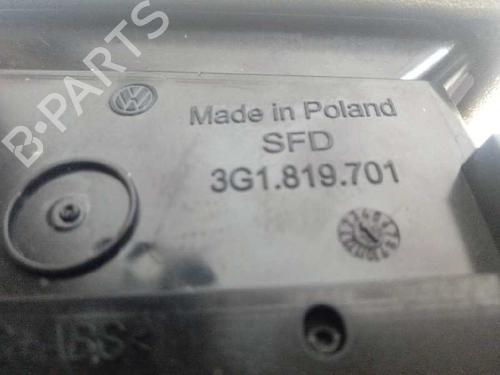 B-PARTS
Made in Poland
SFD
3G1.819.701